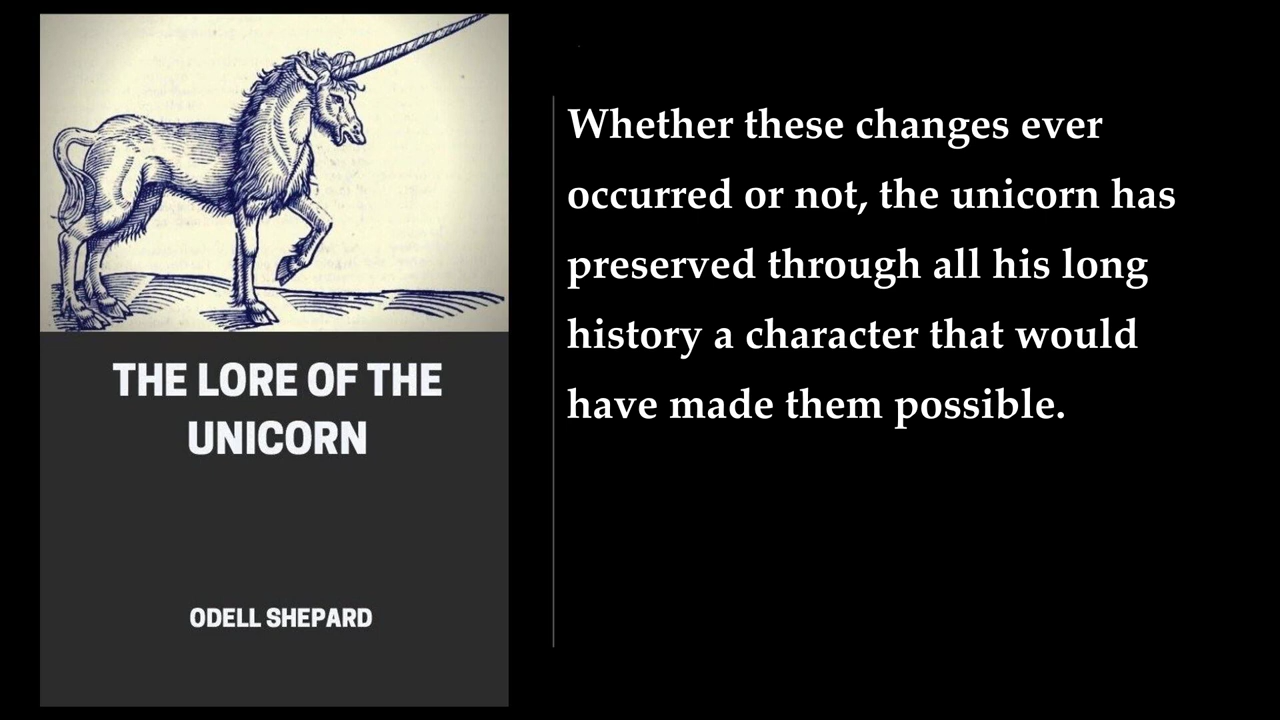 THE LORE OF THE
UNICORN
ODELL SHEPARD
Whether these changes ever
occurred or not, the unicorn has
preserved through all his long
history a character that would
have made them possible.